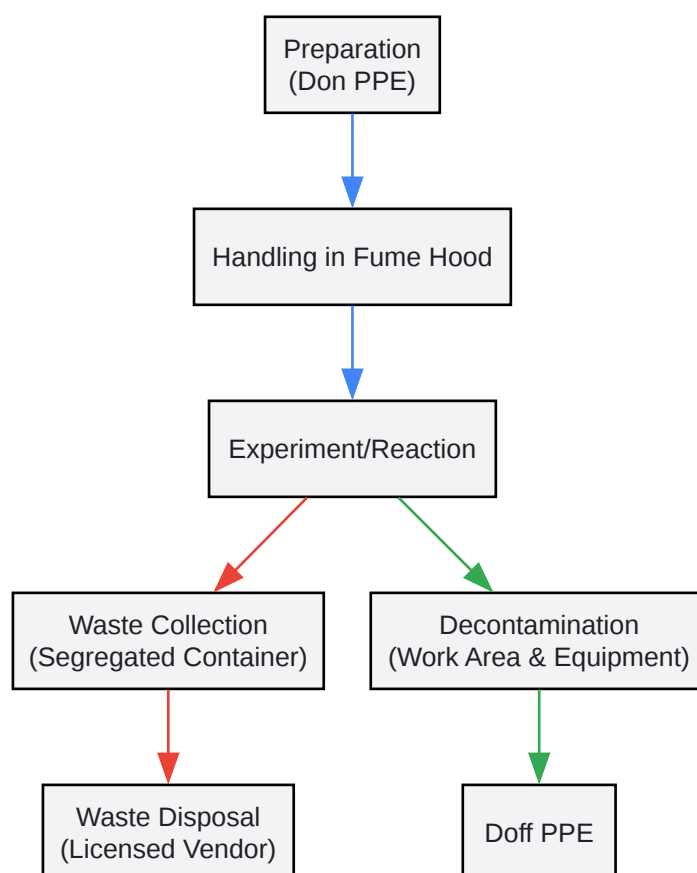 Preparation
(Don PPE)
Handling in Fume Hood
Experiment/Reaction
Waste Collection
(Segregated Container)
Decontamination
(Work Area & Equipment)
Waste Disposal
(Licensed Vendor)
Doff PPE